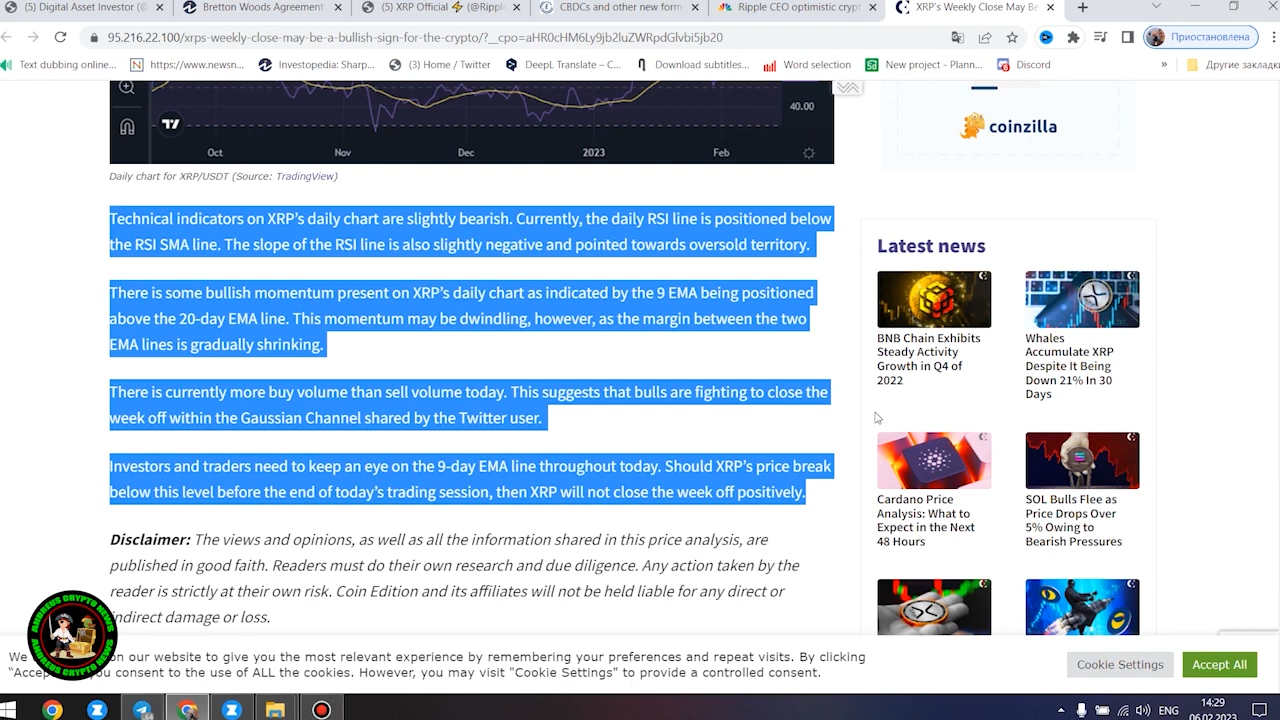 (5) Digital Asset Investor (@
Bretton Woods Agreement
(5) XRP Official ⚡ (@Rippl
CBDCs and other new form
Ripple CEO optimistic crypt
XRP's Weekly Close May Be
95.216.22.100/xrps-weekly-close-may-be-a-bullish-sign-for-the-crypto/?__cpo=aHR0cHM6Ly9jb2luZWRpdGlvbi5jb20
Приостановлена
Text dubbing online...
https://www.newsn...
Investopedia: Sharp...
(3) Home / Twitter
DeepL Translate – C...
Download subtitles...
Word selection
New project - Plann...
Discord
»
Другие закладки
40.00
Oct
Nov
Dec
2023
Feb
Daily chart for XRP/USDT (Source: TradingView)
Technical indicators on XRP's daily chart are slightly bearish. Currently, the daily RSI line is positioned below
the RSI SMA line. The slope of the RSI line is also slightly negative and pointed towards oversold territory.
There is some bullish momentum present on XRP's daily chart as indicated by the 9 EMA being positioned
above the 20-day EMA line. This momentum may be dwindling, however, as the margin between the two
EMA lines is gradually shrinking.
There is currently more buy volume than sell volume today. This suggests that bulls are fighting to close the
week off within the Gaussian Channel shared by the Twitter user.
Investors and traders need to keep an eye on the 9-day EMA line throughout today. Should XRP's price break
below this level before the end of today's trading session, then XRP will not close the week off positively.
Disclaimer: The views and opinions, as well as all the information shared in this price analysis, are
published in good faith. Readers must do their own research and due diligence. Any action taken by the
reader is strictly at their own risk. Coin Edition and its affiliates will not be held liable for any direct or
indirect damage or loss.
coinzilla
Latest news
BNB Chain Exhibits
Steady Activity
Growth in Q4 of
2022
Whales
Accumulate XRP
Despite It Being
Down 21% In 30
Days
Cardano Price
Analysis: What to
Expect in the Next
48 Hours
SOL Bulls Flee as
Price Drops Over
5% Owing to
Bearish Pressures
ANDREUS CRYPTO NEWS
ANDREUS CRYPTO NEWS
We on our website to give you the most relevant experience by remembering your preferences and repeat visits. By clicking
"Accep you consent to the use of ALL the cookies. However, you may visit "Cookie Settings" to provide a controlled consent.
Cookie Settings
Accept All
ENG
14:29
06.02.2023